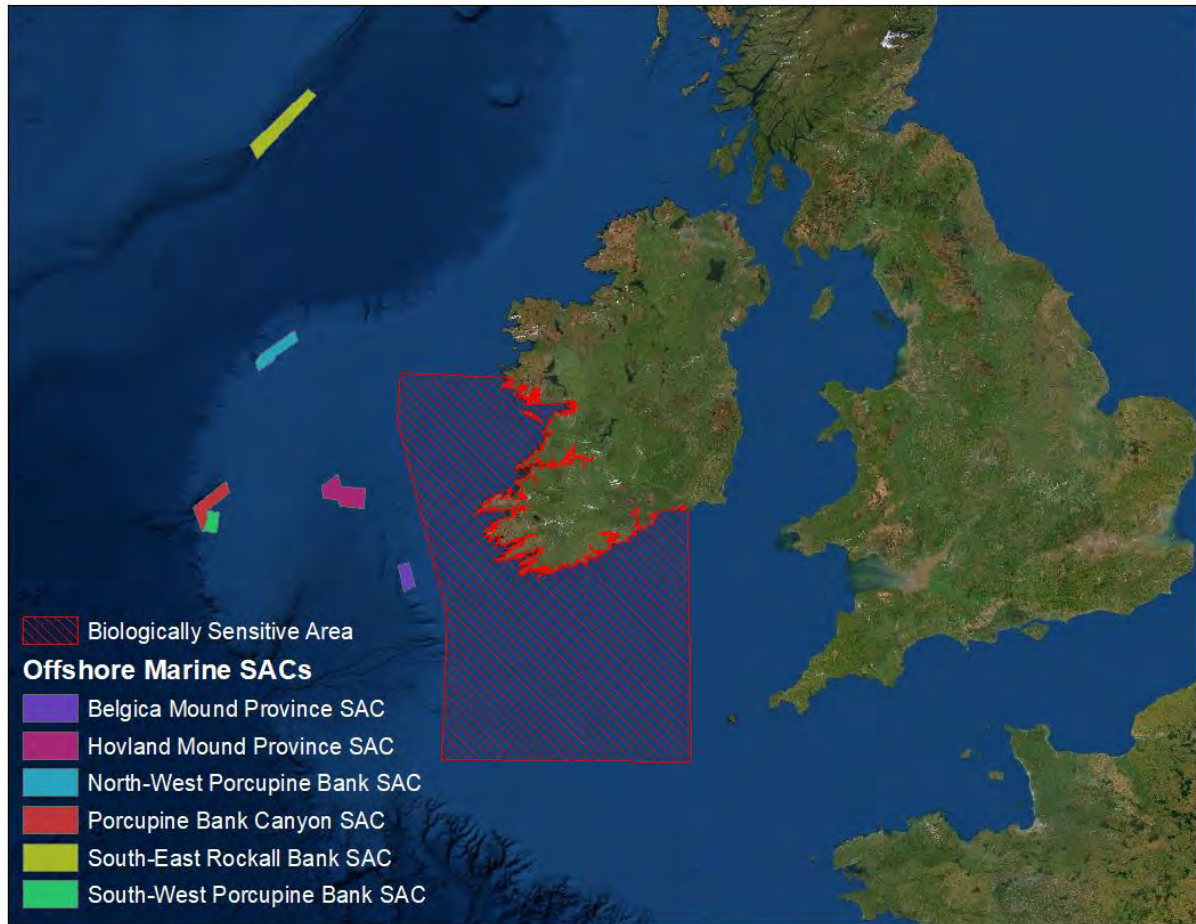 Biologically Sensitive Area
Offshore Marine SACs
Belgica Mound Province SAC
Hovland Mound Province SAC
North-West Porcupine Bank SAC
Porcupine Bank Canyon SAC
South-East Rockall Bank SAC
South-West Porcupine Bank SAC